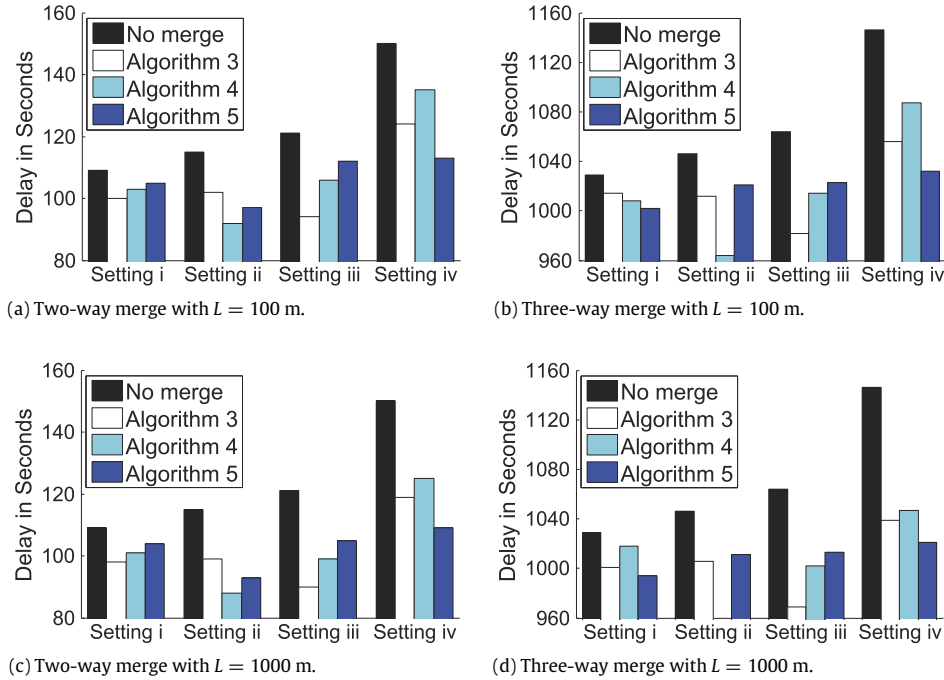 160
140
120
100
80
Delay in Seconds
No merge
Algorithm 3
Algorithm 4
Algorithm 5
Setting i Setting ii Setting iii Setting iv
(a) Two-way merge with L = 100 m.
1160
1120
1080
1040
1000
960
Delay in Seconds
No merge
Algorithm 3
Algorithm 4
Algorithm 5
Setting i Setting ii Setting iii Setting iv
(b) Three-way merge with L = 100 m.
160
140
120
100
80
Delay in Seconds
No merge
Algorithm 3
Algorithm 4
Algorithm 5
Setting i Setting ii Setting iii Setting iv
(c) Two-way merge with L = 1000 m.
1160
1120
1080
1040
1000
960
Delay in Seconds
No merge
Algorithm 3
Algorithm 4
Algorithm 5
Setting i Setting ii Setting iii Setting iv
(d) Three-way merge with L = 1000 m.